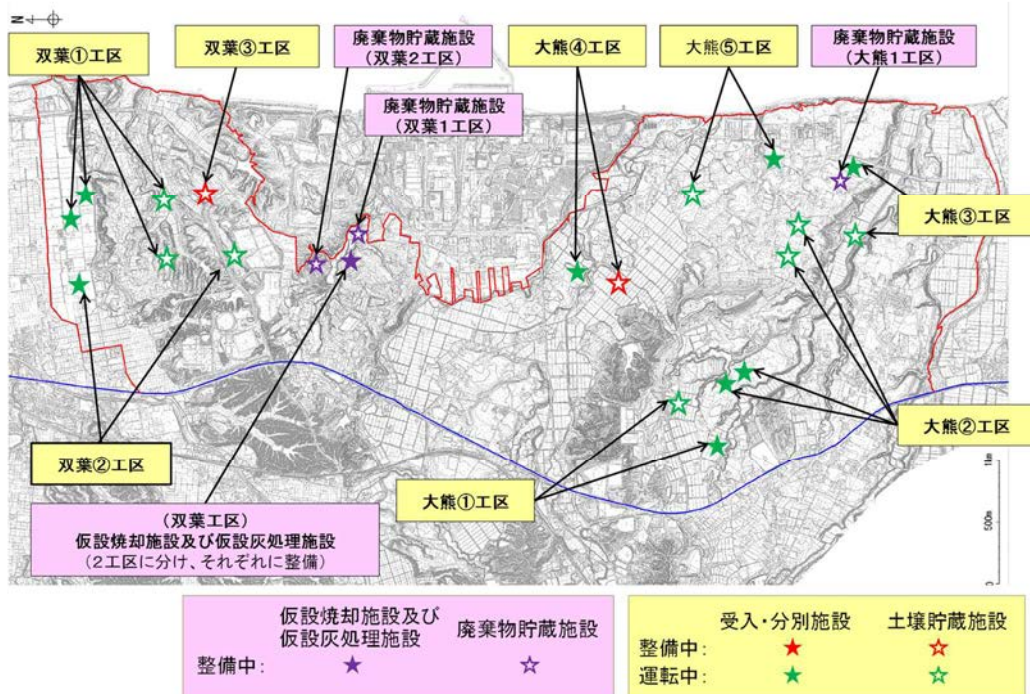 N
双葉①工区
双葉③工区
廃棄物貯蔵施設
（双葉2工区）
大熊④工区
大熊⑤工区
廃棄物貯蔵施設
（大熊1工区）
廃棄物貯蔵施設
（双葉1工区）
大熊③工区
双葉②工区
大熊②工区
大熊①工区
（双葉工区）
仮設焼却施設及び仮設灰処理施設
（2工区に分け、それぞれに整備）
0
500m
仮設焼却施設及び
仮設灰処理施設
廃棄物貯蔵施設
整備中：
受入・分別施設
土壌貯蔵施設
整備中：
運転中：